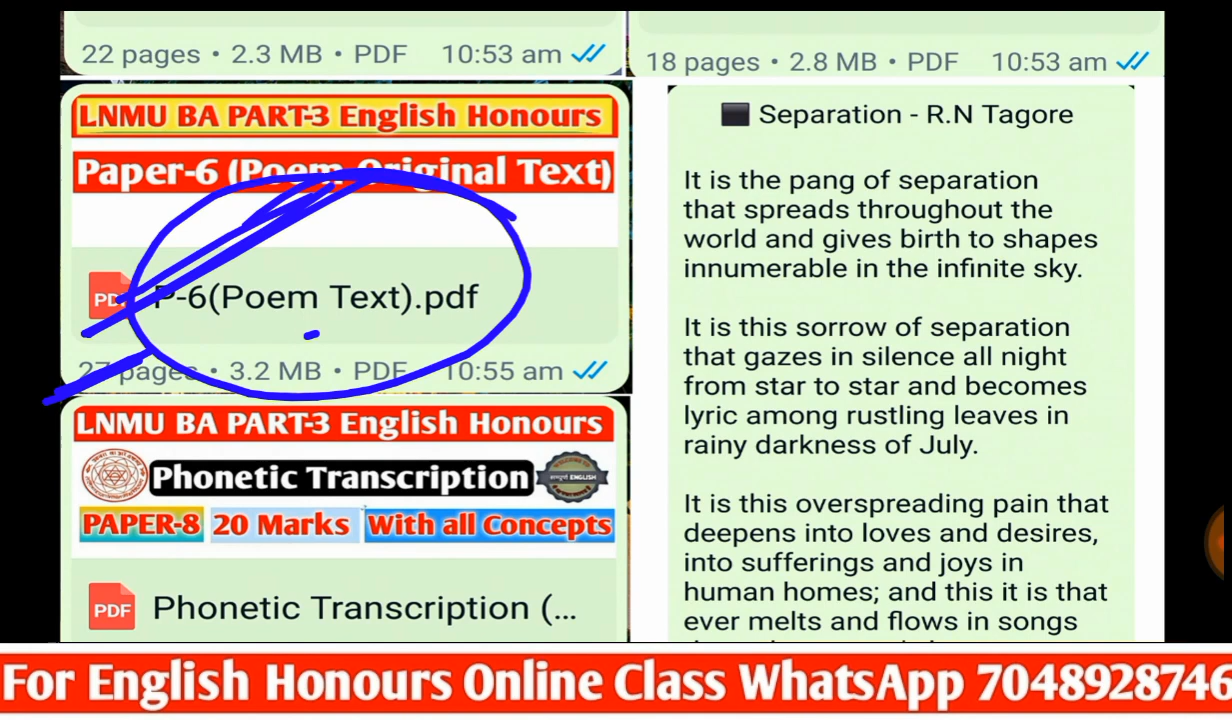 22 pages • 2.3 MB • PDF 10:53 am
LNMU BA PART-3 English Honours
Paper-6 (Poem Original Text)
PDF P-6(Poem Text).pdf
27 pages • 3.2 MB • PDF 10:55 am
LNMU BA PART-3 English Honours
Phonetic Transcription
PAPER-8 20 Marks With all Concepts
PDF Phonetic Transcription (...
18 pages • 2.8 MB • PDF 10:53 am
Separation - R.N Tagore
It is the pang of separation
that spreads throughout the
world and gives birth to shapes
innumerable in the infinite sky.
It is this sorrow of separation
that gazes in silence all night
from star to star and becomes
lyric among rustling leaves in
rainy darkness of July.
It is this overspreading pain that
deepens into loves and desires,
into sufferings and joys in
human homes; and this it is that
ever melts and flows in songs
For English Honours Online Class WhatsApp 7048928746